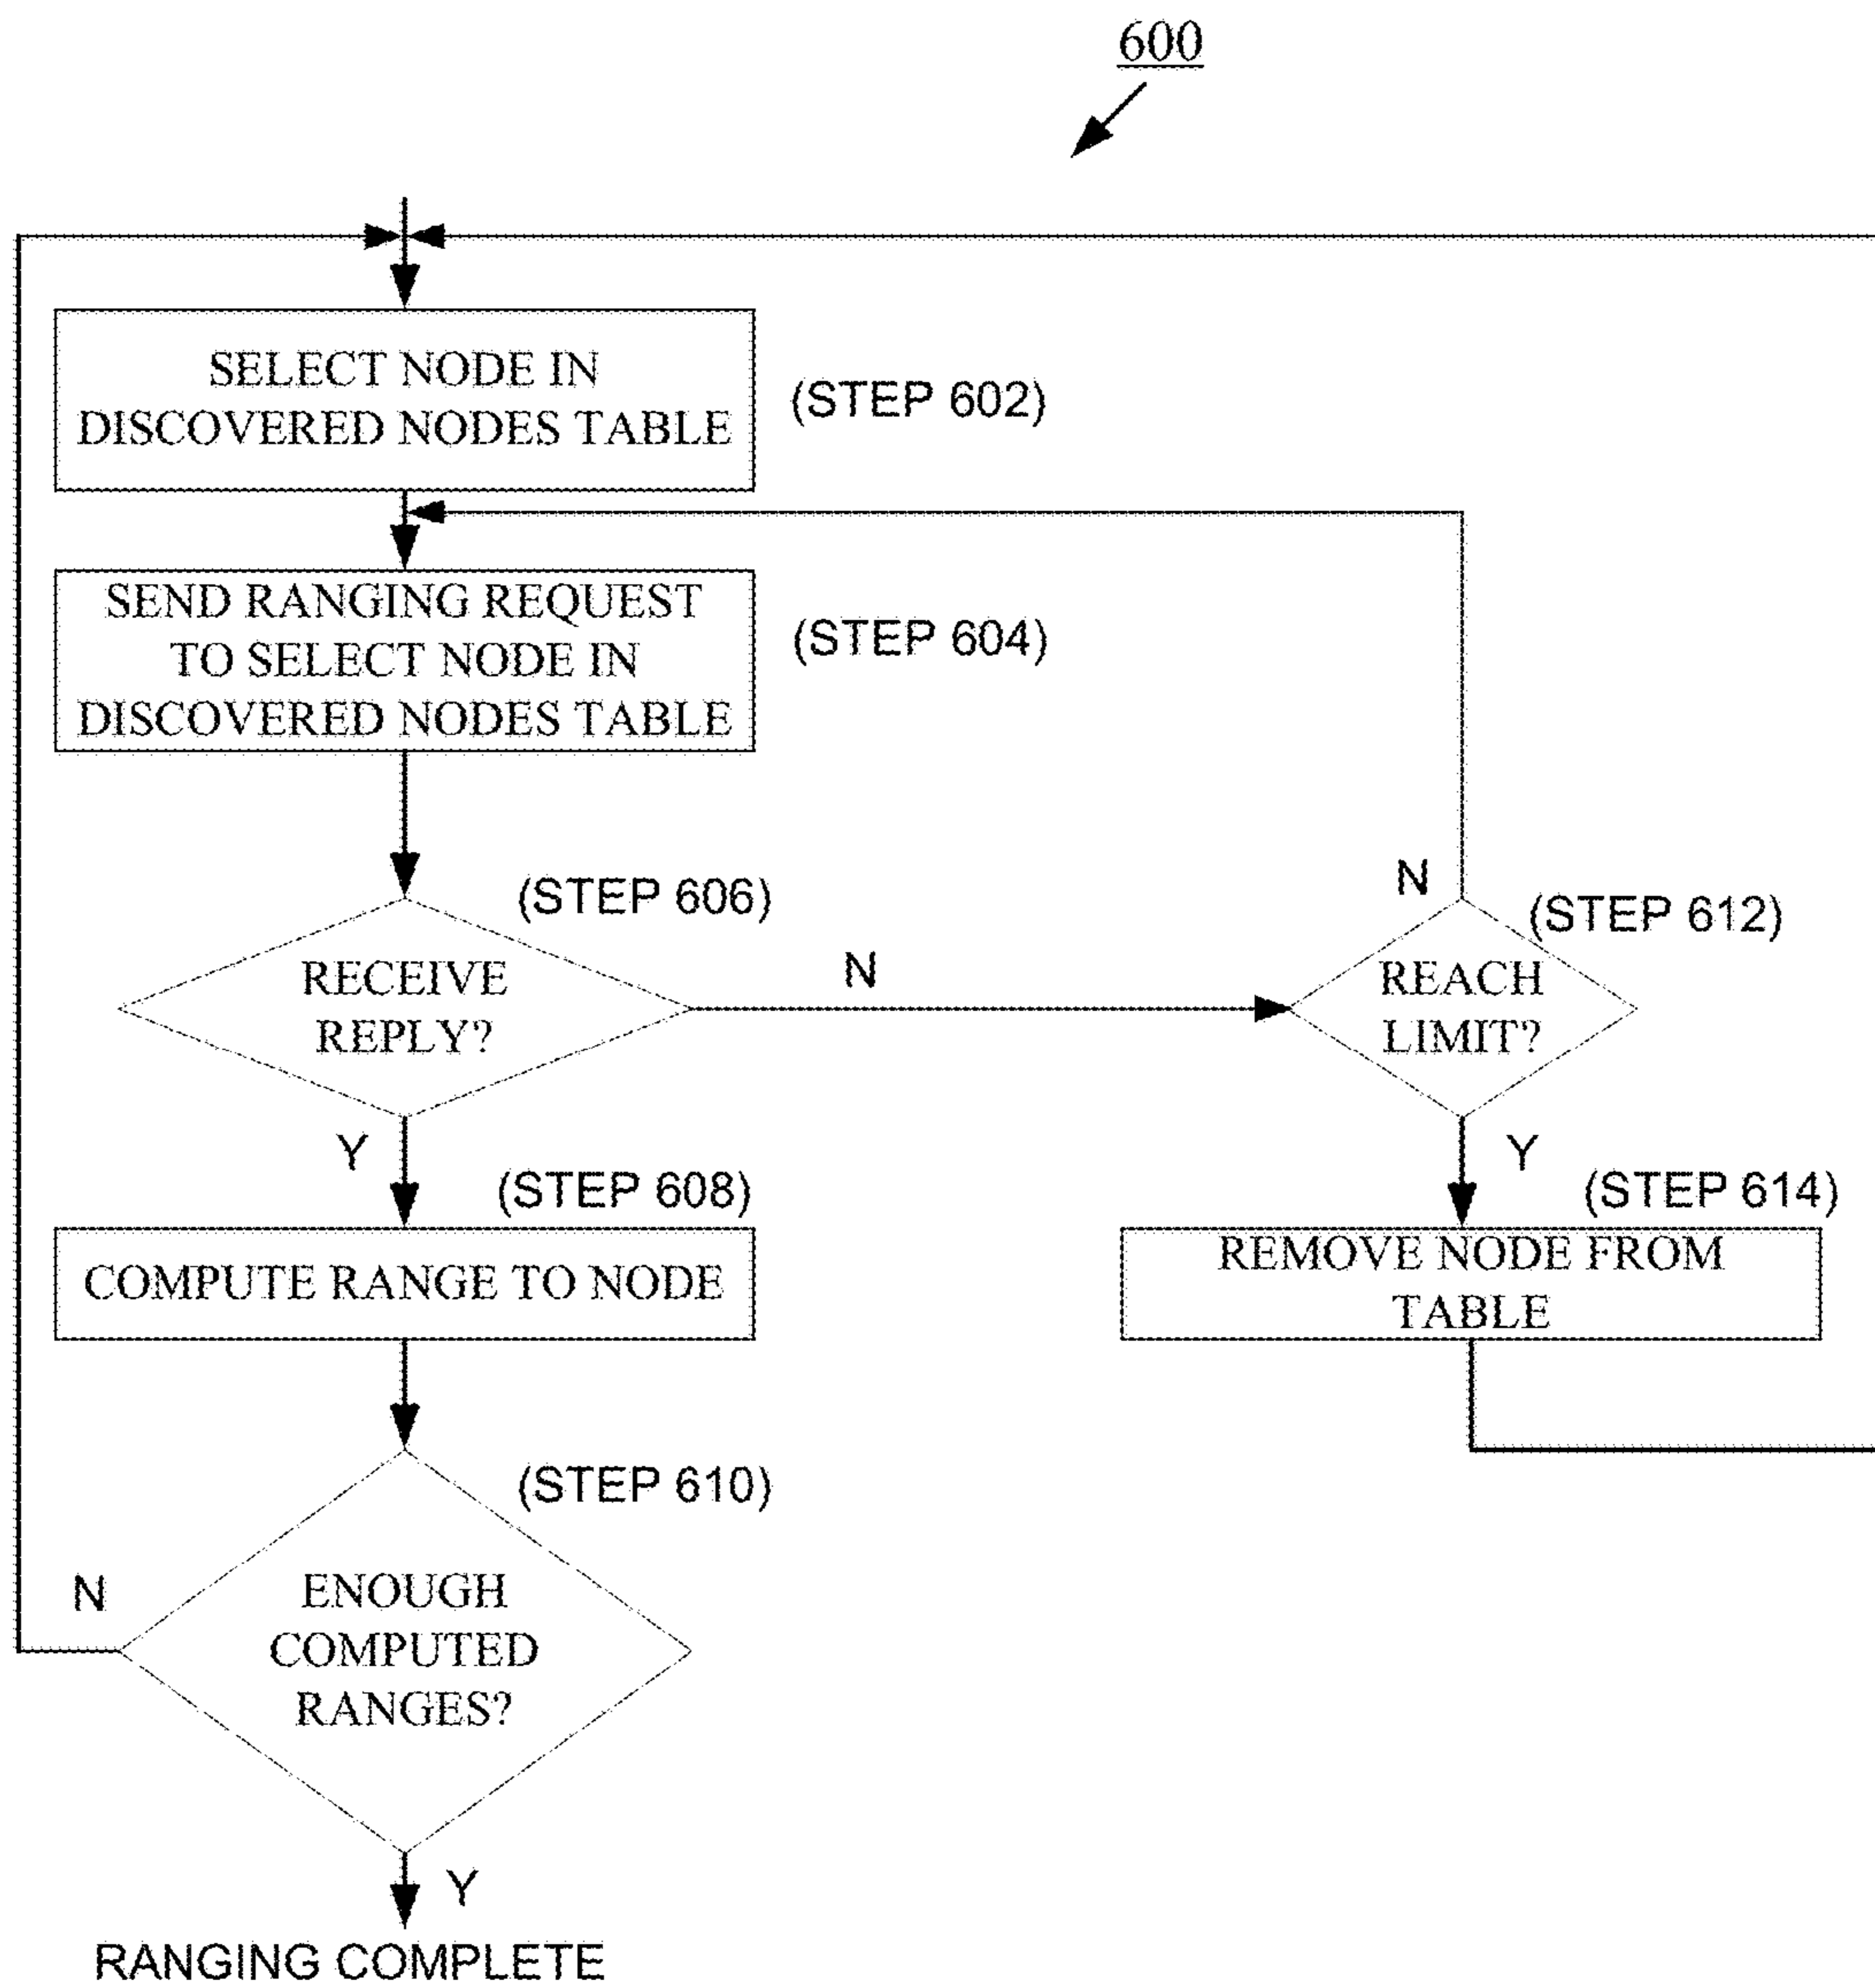 600
SELECT NODE IN
DISCOVERED NODES TABLE
(STEP 602)
SEND RANGING REQUEST
TO SELECT NODE IN
DISCOVERED NODES TABLE
(STEP 604)
(STEP 606)
RECEIVE
REPLY?
N
Y
N
(STEP 612)
REACH
LIMIT?
Y
(STEP 608)
COMPUTE RANGE TO NODE
(STEP 614)
REMOVE NODE FROM
TABLE
(STEP 610)
ENOUGH
COMPUTED
RANGES?
N
Y
RANGING COMPLETE